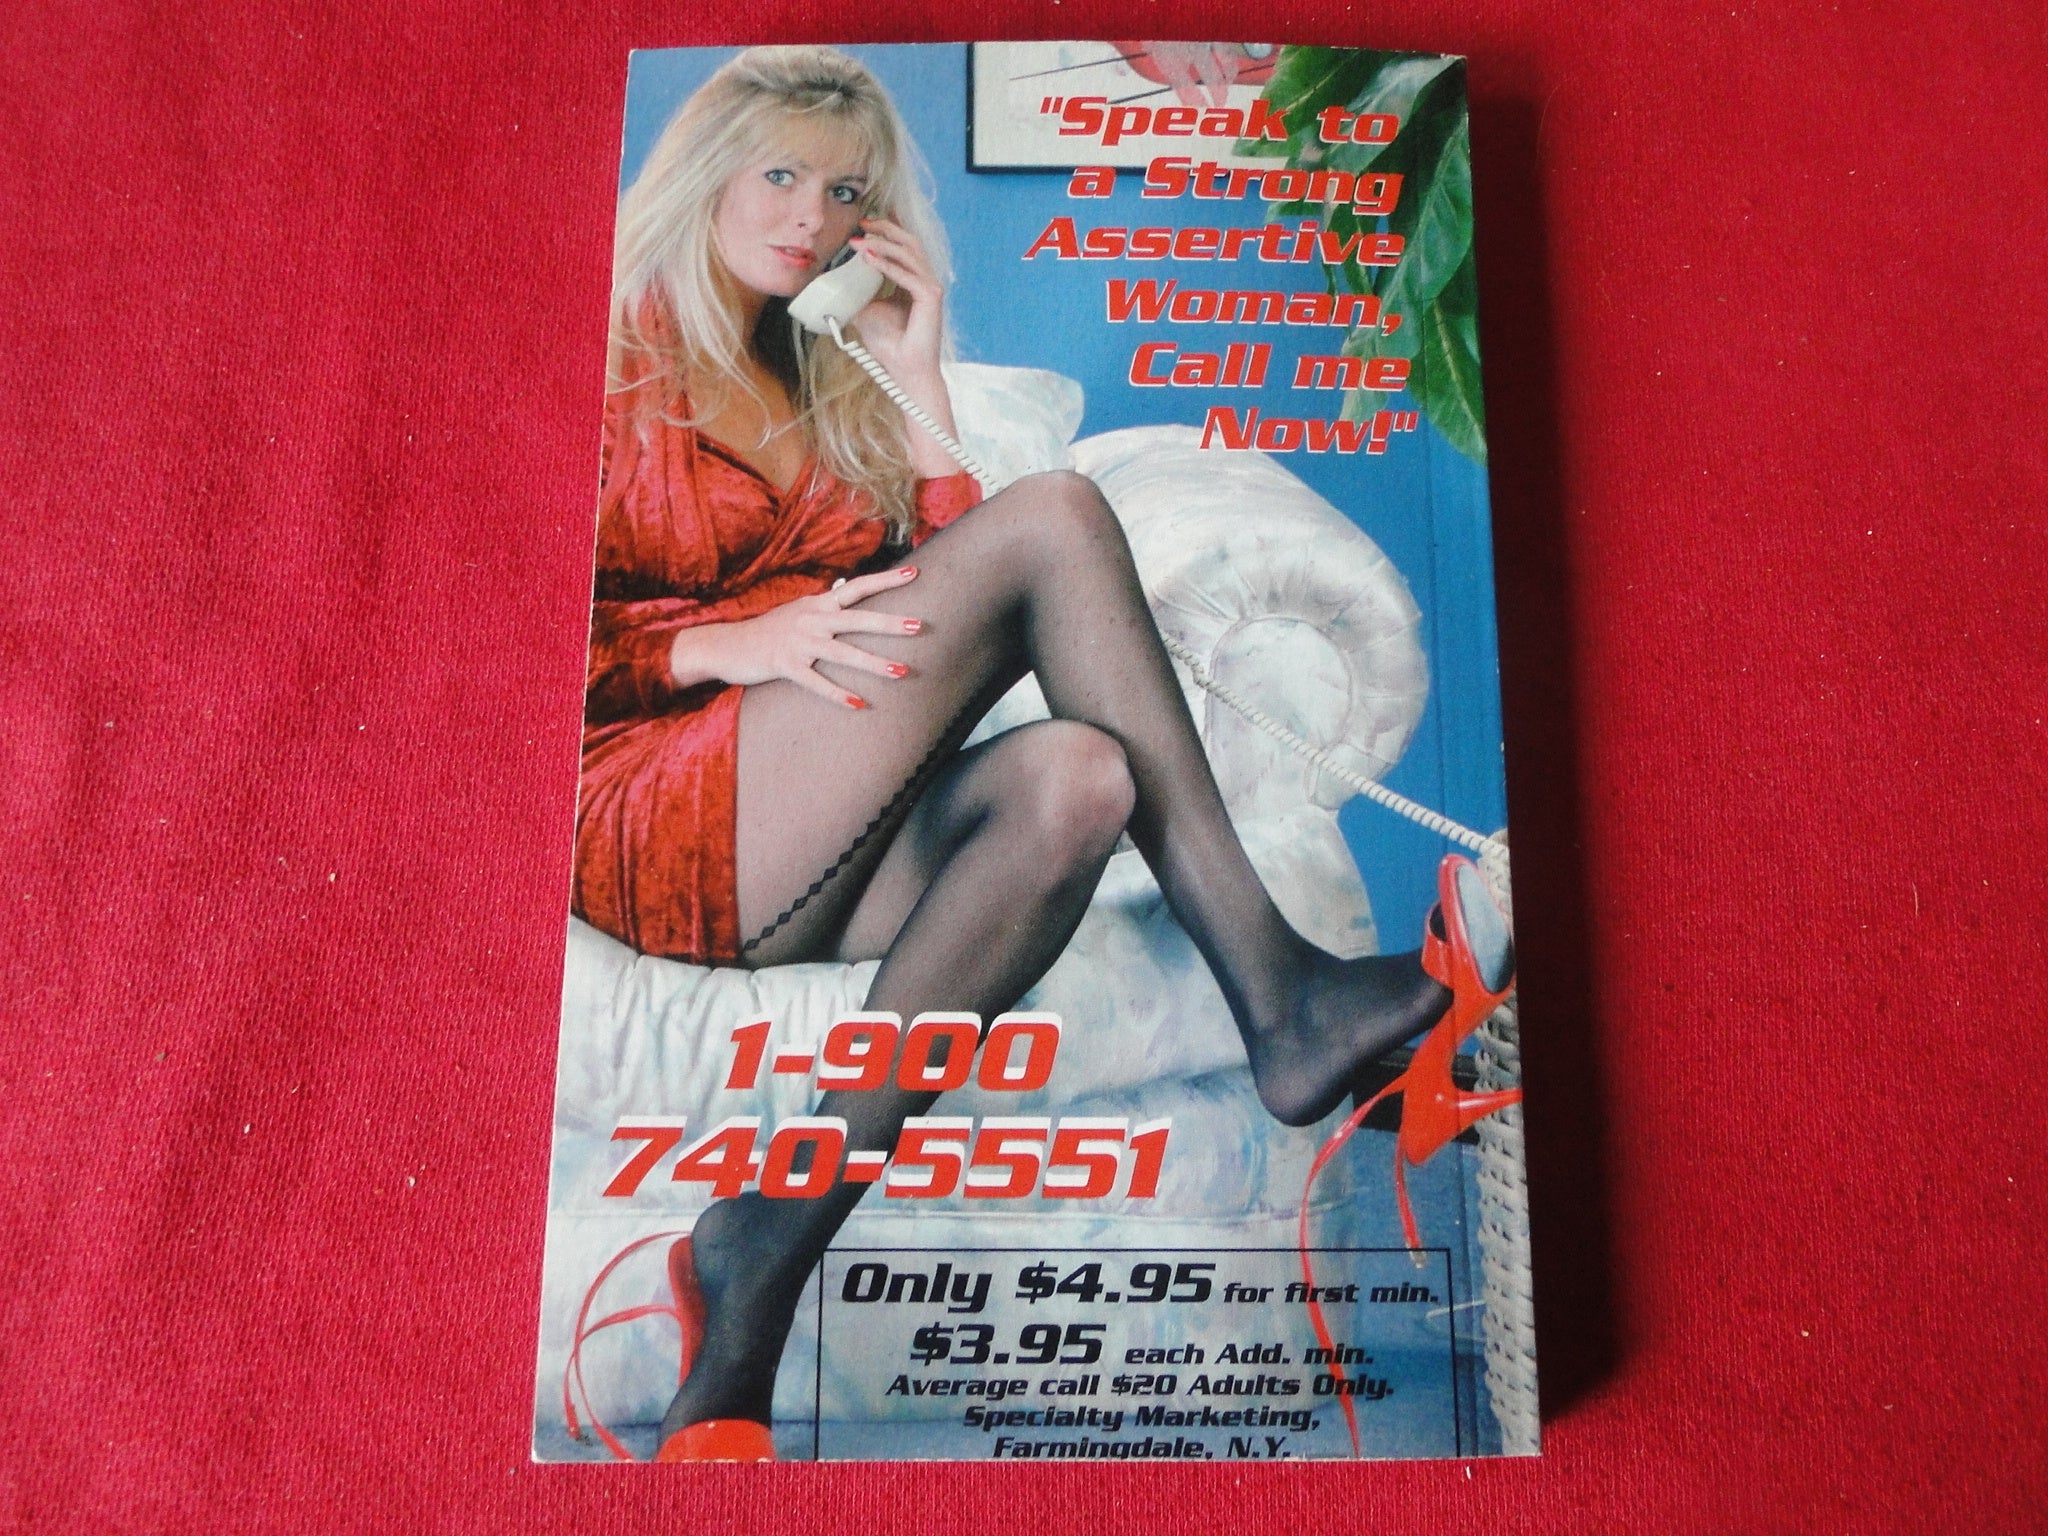 "Speak to
a Strong
Assertive
Woman,
Call me
Now!"
1-900
740-5551
Only $4.95 for first min.
$3.95 each Add. min.
Average call $20 Adults Only.
Specialty Marketing,
Farmingdale, N.Y.